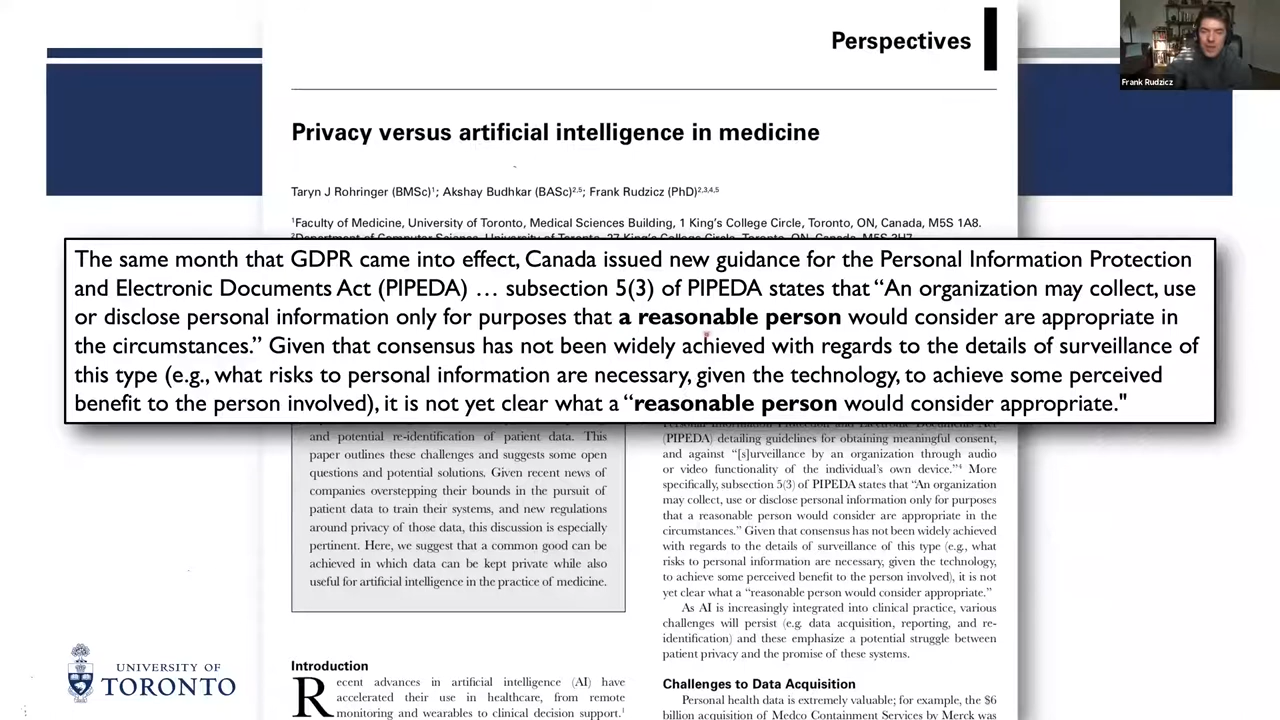 Perspectives
Frank Rudzicz
Privacy versus artificial intelligence in medicine
Taryn J Rohringer (BMSc)1; Akshay Budhkar (BASc)2,5; Frank Rudzicz (PhD)2,3,4,5
1Faculty of Medicine, University of Toronto, Medical Sciences Building, 1 King's College Circle, Toronto, ON, Canada, M5S 1A8.
The same month that GDPR came into effect, Canada issued new guidance for the Personal Information Protection
and Electronic Documents Act (PIPEDA) … subsection 5(3) of PIPEDA states that “An organization may collect, use
or disclose personal information only for purposes that a reasonable person would consider are appropriate in
the circumstances.” Given that consensus has not been widely achieved with regards to the details of surveillance of
this type (e.g., what risks to personal information are necessary, given the technology, to achieve some perceived
benefit to the person involved), it is not yet clear what a “reasonable person would consider appropriate."
and potential re-identification of patient data. This
paper outlines these challenges and suggests some open
questions and potential solutions. Given recent news of
companies overstepping their bounds in the pursuit of
patient data to train their systems, and new regulations
around privacy of those data, this discussion is especially
pertinent. Here, we suggest that a common good can be
achieved in which data can be kept private while also
useful for artificial intelligence in the practice of medicine.
Introduction
Recent advances in artificial intelligence (AI) have
accelerated their use in healthcare, from remote
monitoring and wearables to clinical decision support.1
(PIPEDA) detailing guidelines for obtaining meaningful consent,
and against “[s]urveillance by an organization through audio
or video functionality of the individual's own device.”4 More
specifically, subsection 5(3) of PIPEDA states that “An organization
may collect, use or disclose personal information only for purposes
that a reasonable person would consider are appropriate in the
circumstances.” Given that consensus has not been widely achieved
with regards to the details of surveillance of this type (e.g., what
risks to personal information are necessary, given the technology,
to achieve some perceived benefit to the person involved), it is not
yet clear what a “reasonable person would consider appropriate.”
As AI is increasingly integrated into clinical practice, various
challenges will persist (e.g. data acquisition, reporting, and re-
identification) and these emphasize a potential struggle between
patient privacy and the promise of these systems.
Challenges to Data Acquisition
Personal health data is extremely valuable; for example, the $6
billion acquisition of Medco Containment Services by Merck was
UNIVERSITY OF
TORONTO